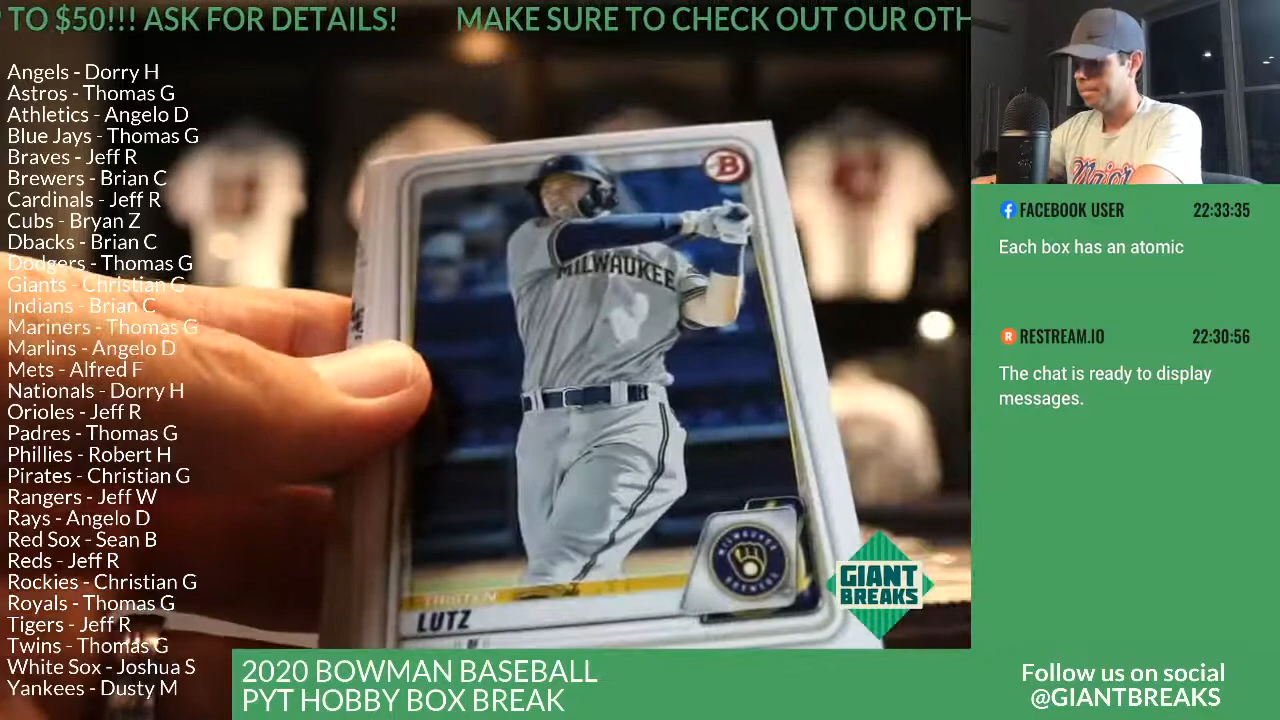 TO $50!!! ASK FOR DETAILS! MAKE SURE TO CHECK OUT OUR OTH
Angels - Dorry H
Astros - Thomas G
Athletics - Angelo D
Blue Jays - Thomas G
Braves - Jeff R
Brewers - Brian C
Cardinals - Jeff R
Cubs - Bryan Z
Dbacks - Brian C
Dodgers - Thomas G
Giants - Christian G
Indians - Brian C
Mariners - Thomas G
Marlins - Angelo D
Mets - Alfred F
Nationals - Dorry H
Orioles - Jeff R
Padres - Thomas G
Phillies - Robert H
Pirates - Christian G
Rangers - Jeff W
Rays - Angelo D
Red Sox - Sean B
Reds - Jeff R
Rockies - Christian G
Royals - Thomas G
Tigers - Jeff R
Twins - Thomas G
White Sox - Joshua S
Yankees - Dusty M
B
MILWAUKEE
MILWAUKEE
BREWERS
LUTZ
GIANT
BREAKS
FACEBOOK USER 22:33:35
Each box has an atomic
RESTREAM.IO 22:30:56
The chat is ready to display
messages.
2020 BOWMAN BASEBALL
PYT HOBBY BOX BREAK
Follow us on social
@GIANTBREAKS